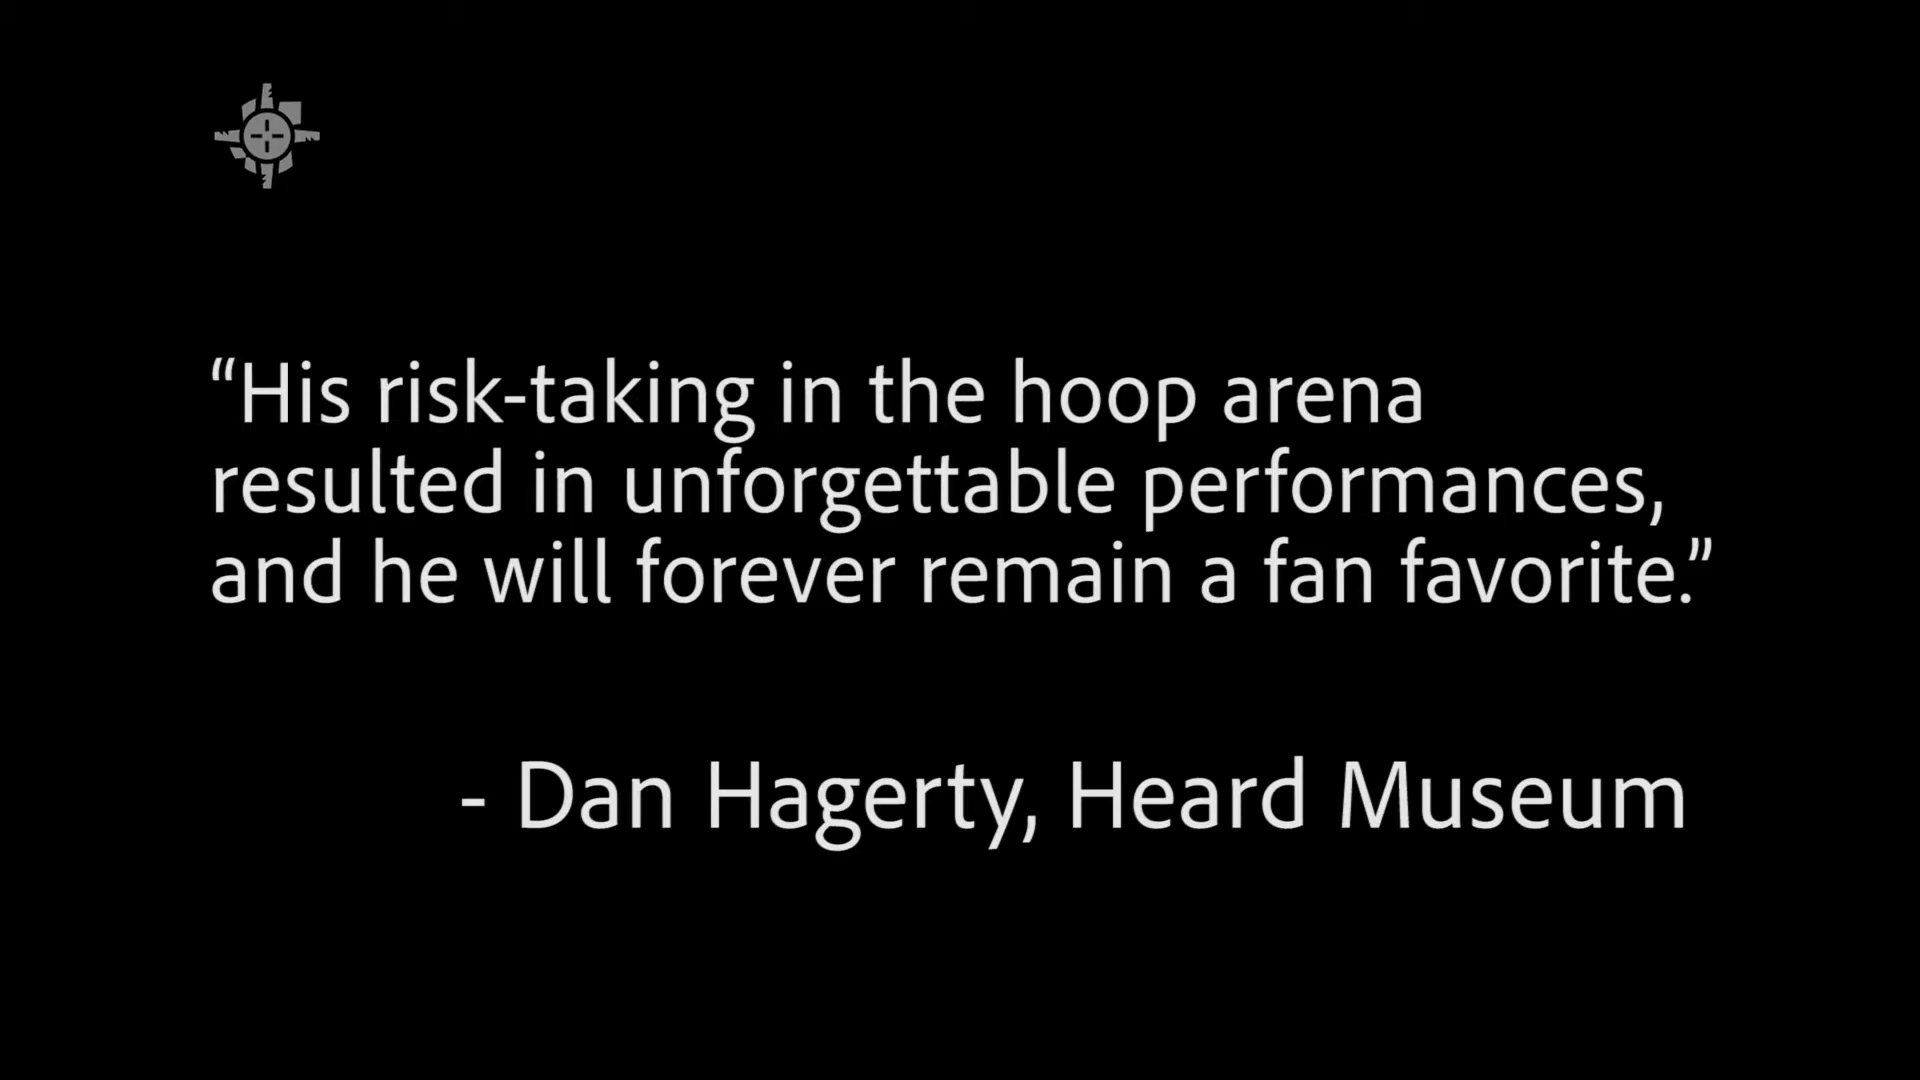 “His risk-taking in the hoop arena
resulted in unforgettable performances,
and he will forever remain a fan favorite.”
- Dan Hagerty, Heard Museum